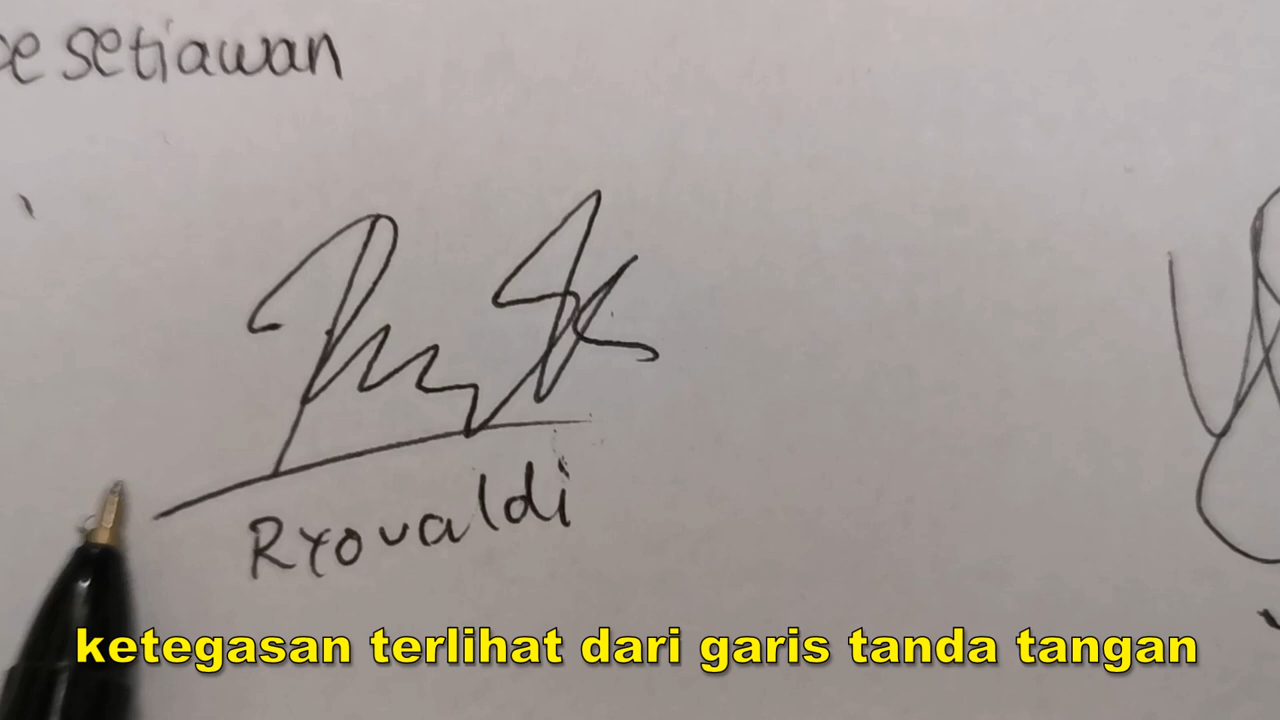 setiawan
Ryovaldi
ketegasan terlihat dari garis tanda tangan